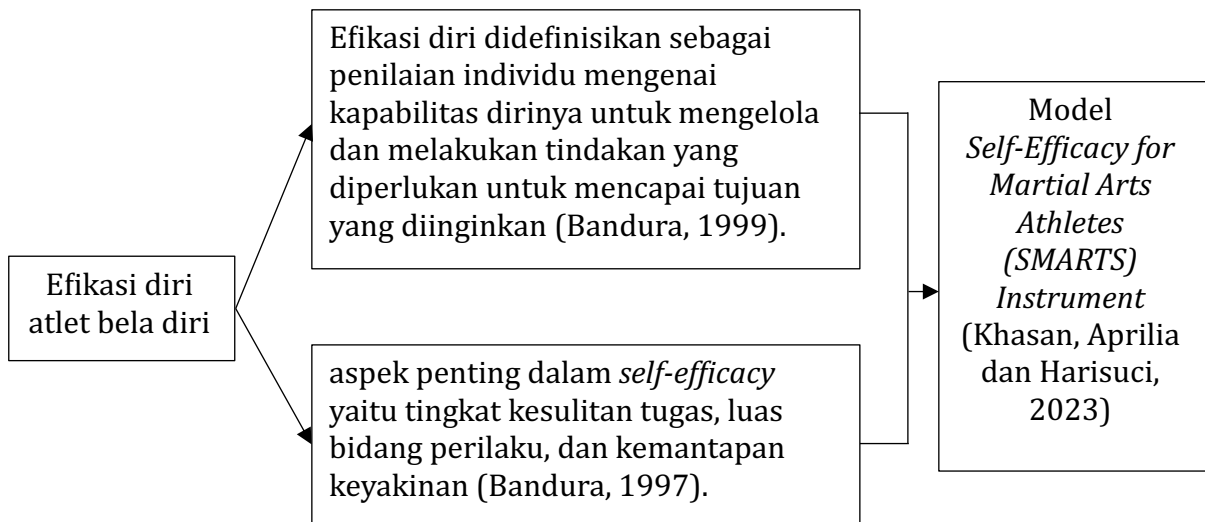 Efikasi diri
atlet bela diri
Efikasi diri didefinisikan sebagai
penilaian individu mengenai
kapabilitas dirinya untuk mengelola
dan melakukan tindakan yang
diperlukan untuk mencapai tujuan
yang diinginkan (Bandura, 1999).
aspek penting dalam self-efficacy
yaitu tingkat kesulitan tugas, luas
bidang perilaku, dan kemantapan
keyakinan (Bandura, 1997).
Model
Self-Efficacy for
Martial Arts
Athletes
(SMARTS)
Instrument
(Khasan, Aprilia
dan Harisuci,
2023)